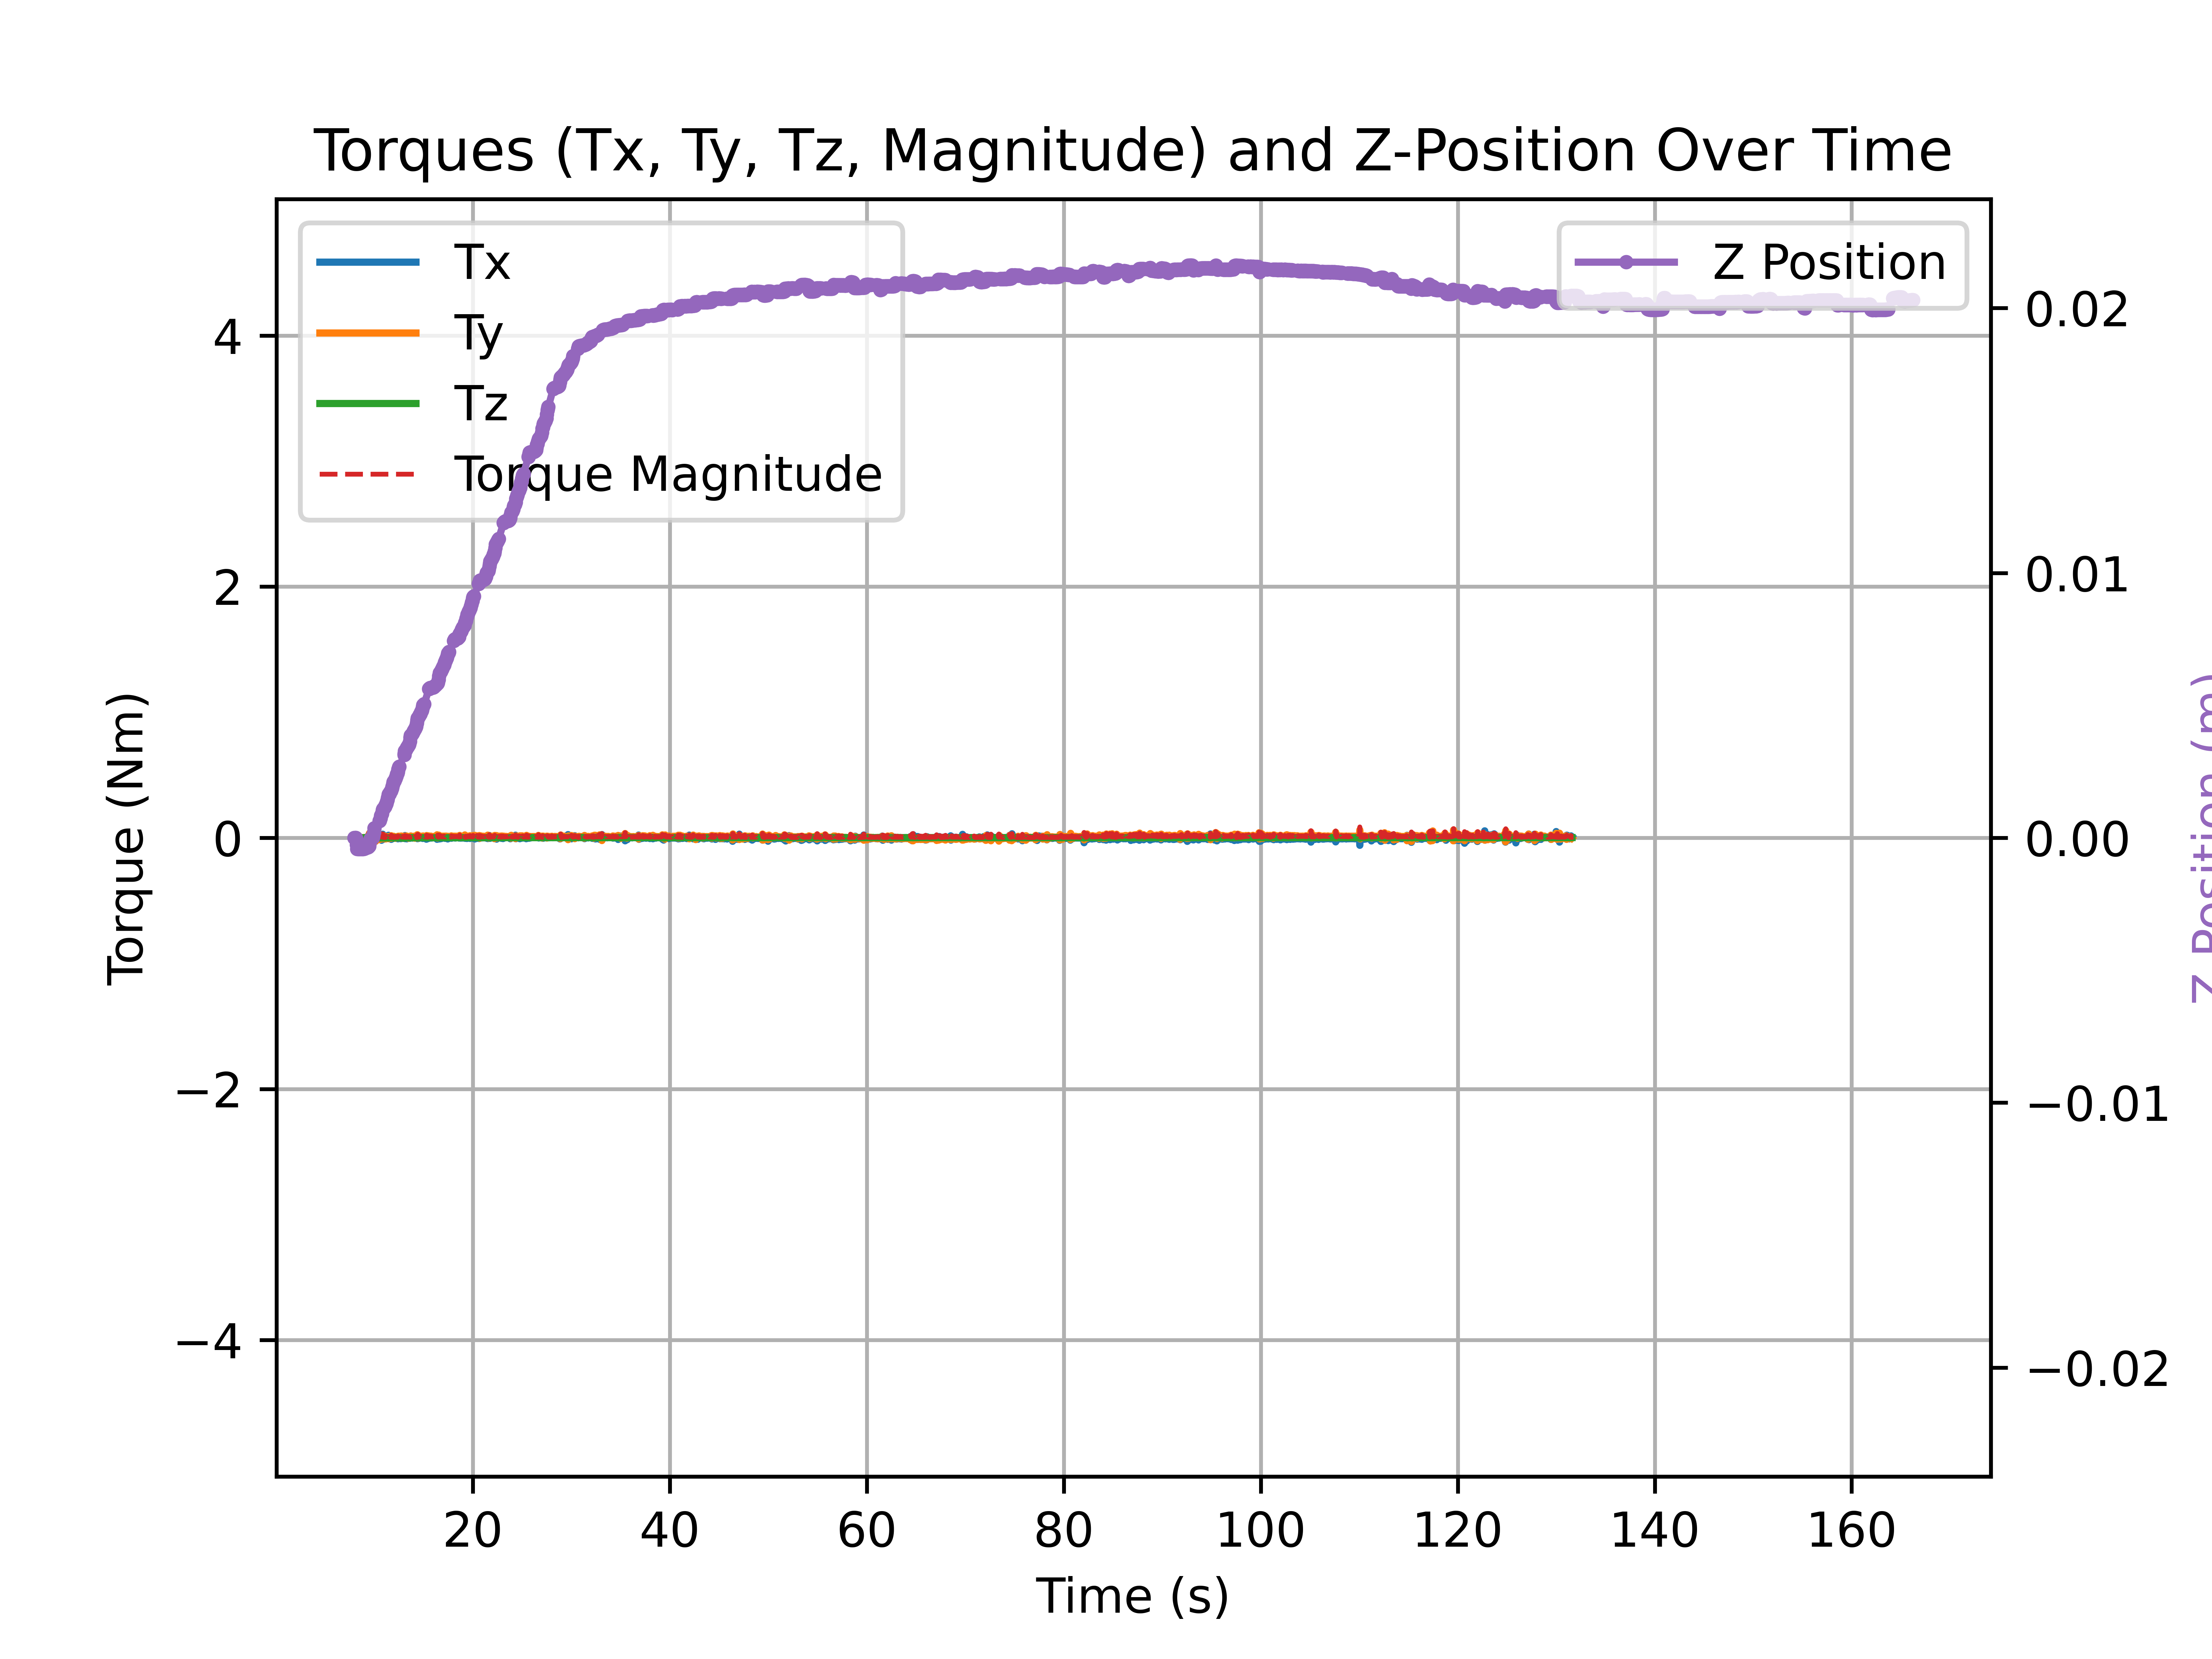 Torques (Tx, Ty, Tz, Magnitude) and Z-Position Over Time
Tx
Ty
Tz
Torque Magnitude
Z Position
4
2
0
−2
−4
Torque (Nm)
0.02
0.01
0.00
−0.01
−0.02
Z Position (m)
20 40 60 80 100 120 140 160
Time (s)